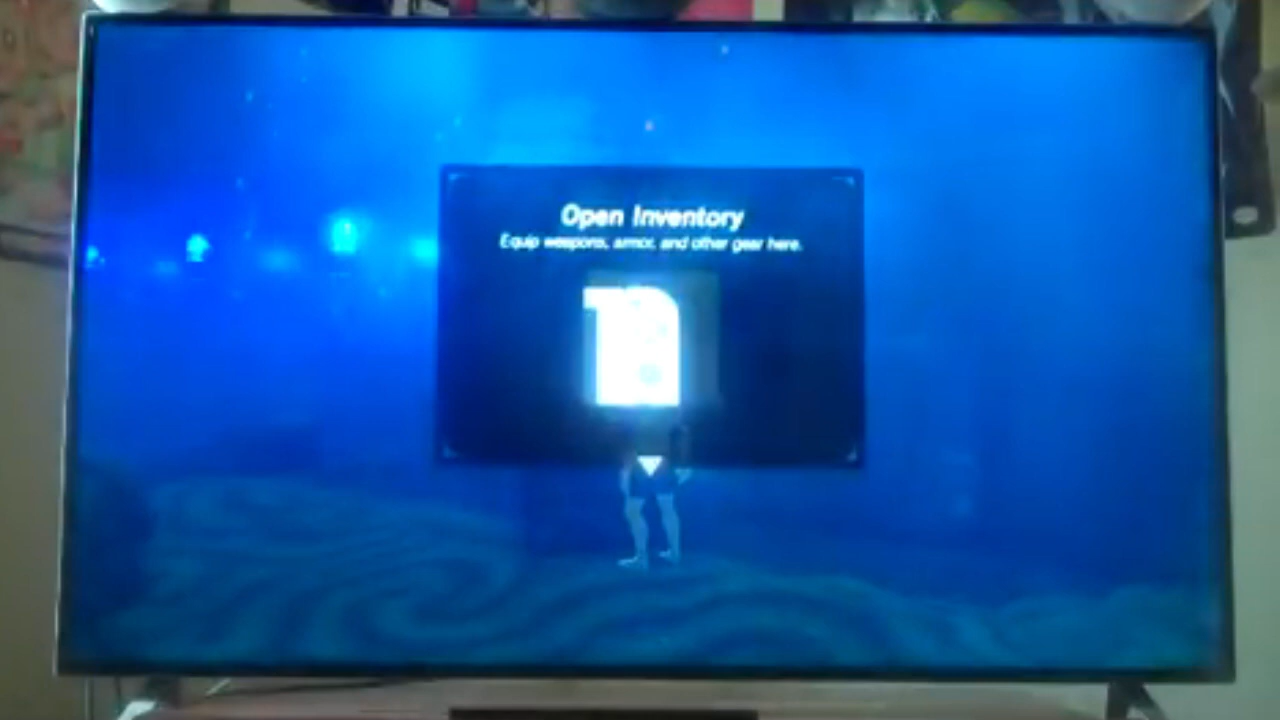 Open Inventory
Equip weapons, armor, and other gear here.